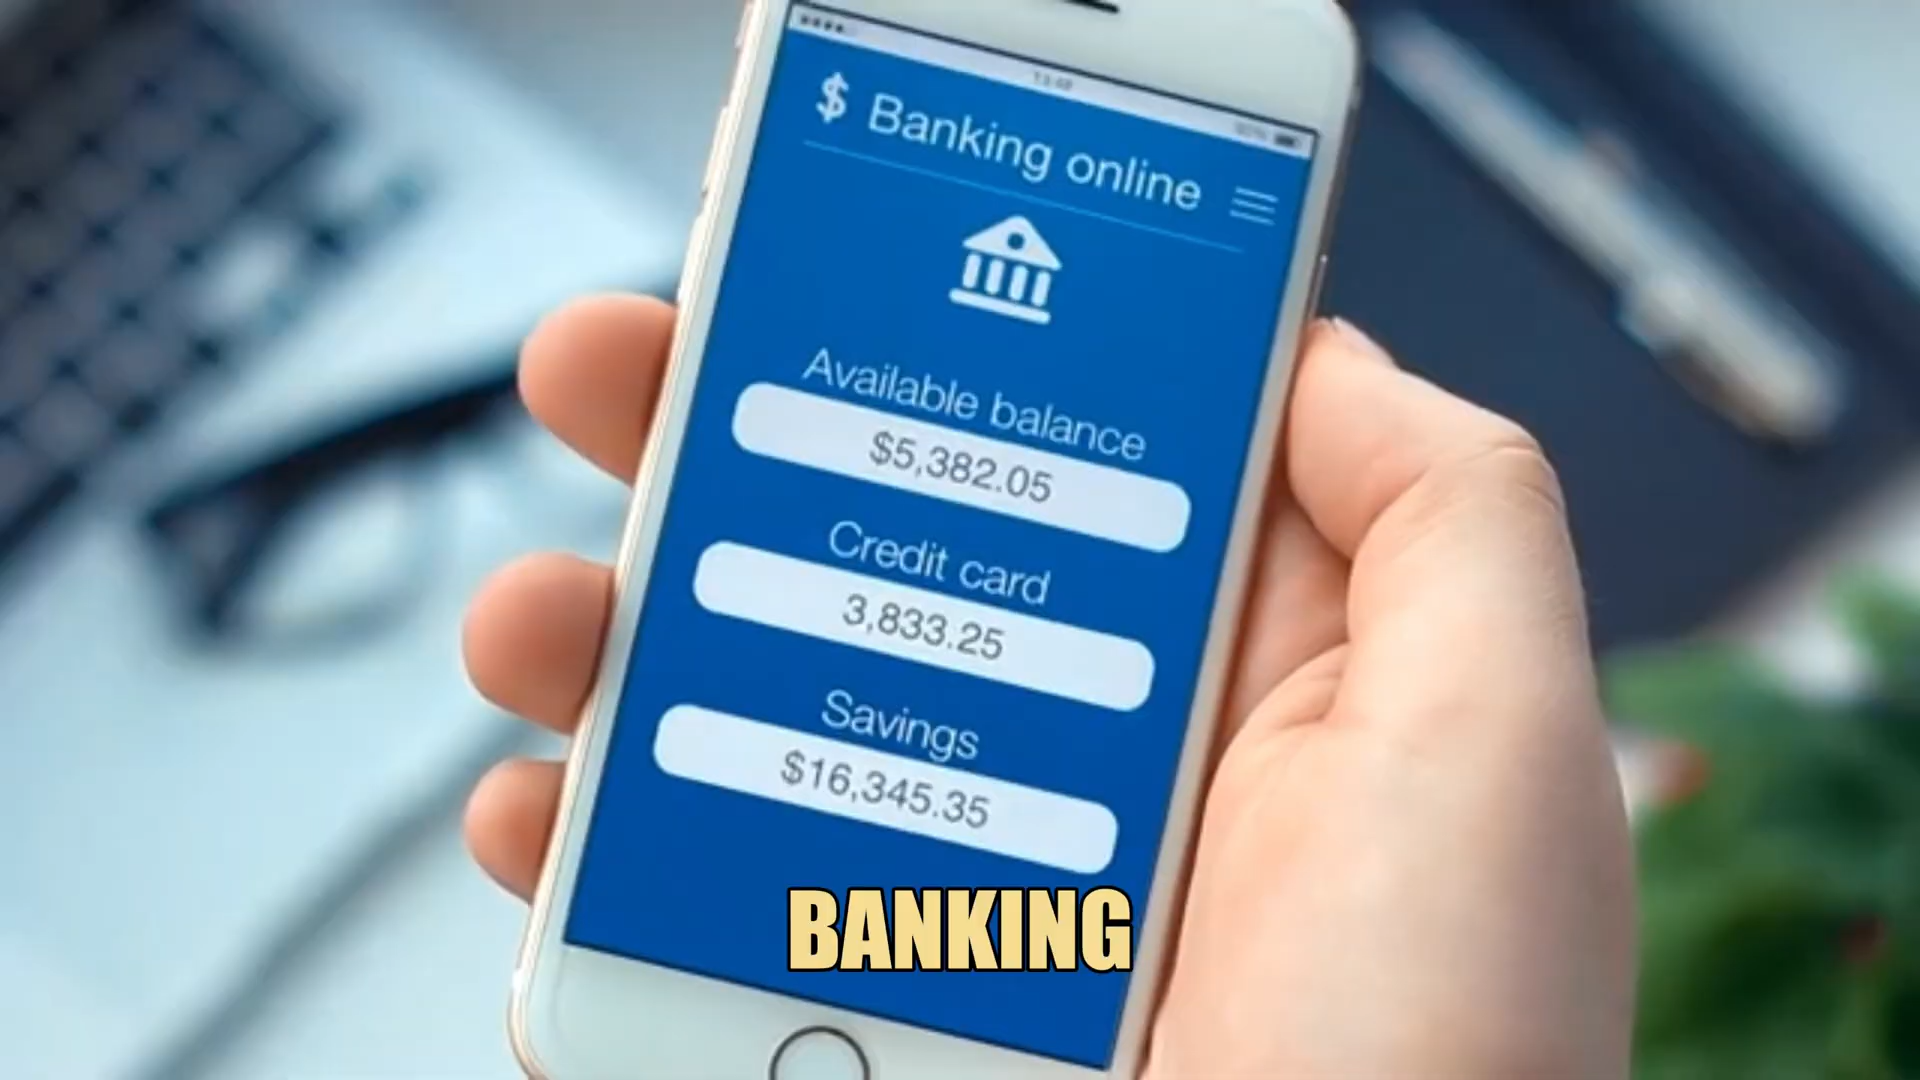 $ Banking online
Available balance
$5,382.05
Credit card
3,833.25
Savings
$16,345.35
BANKING